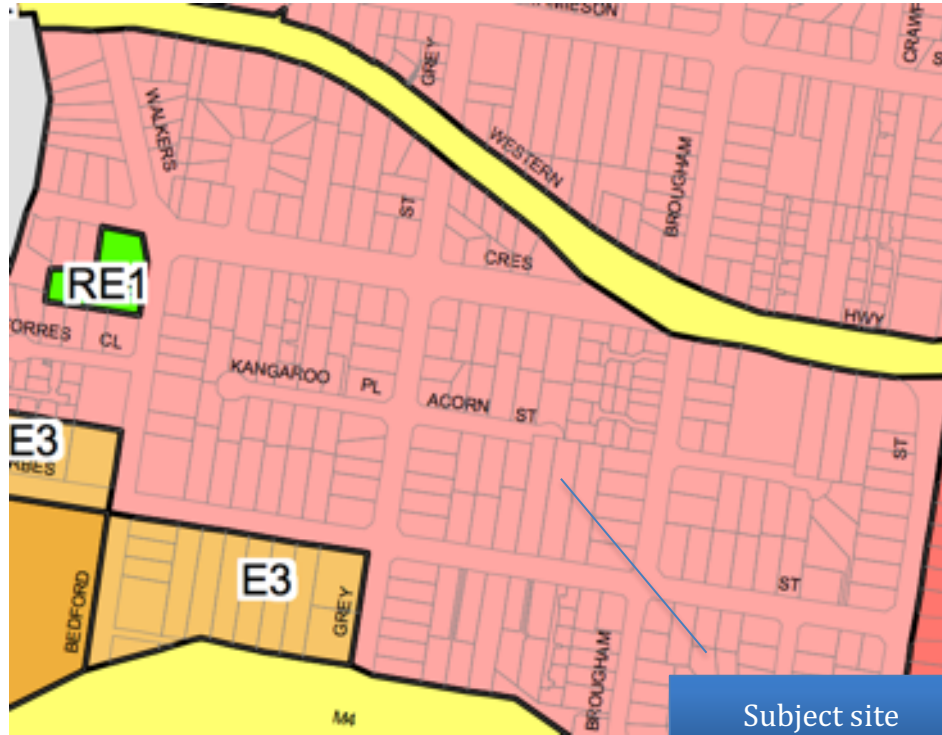 JAMIESON
CRAWF
S
GREY
WALKERS
WESTERN
BROUGHAM
ST
CRES
RE1
HWY
TORRES CL
KANGAROO PL
ACORN ST
ST
E3
RBES
BEDFORD
E3
GREY
ST
BROUGHAM
M4
Subject site